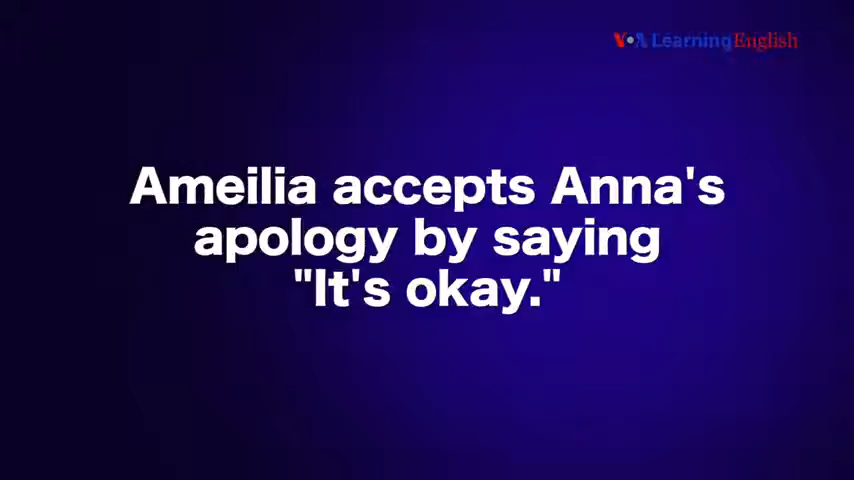 VOA Learning English
Ameilia accepts Anna's
apology by saying
"It's okay."